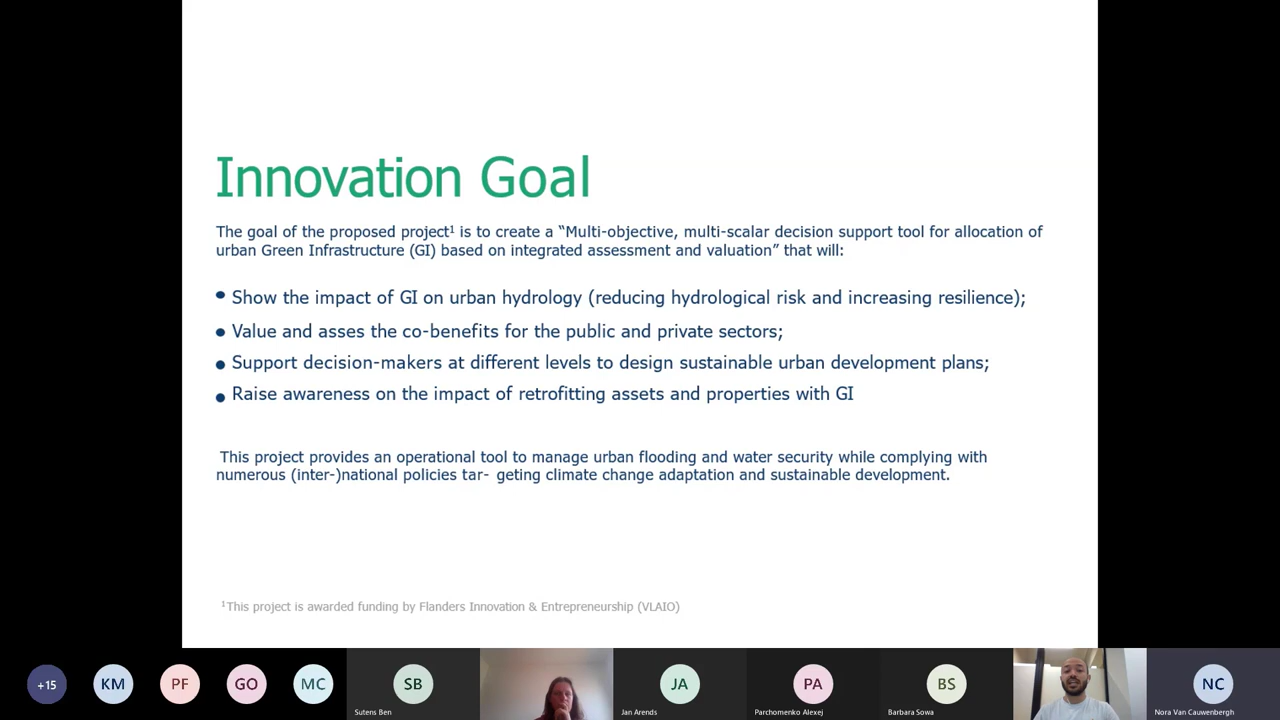 Innovation Goal
The goal of the proposed project¹ is to create a “Multi-objective, multi-scalar decision support tool for allocation of
urban Green Infrastructure (GI) based on integrated assessment and valuation” that will:
• Show the impact of GI on urban hydrology (reducing hydrological risk and increasing resilience);
• Value and asses the co-benefits for the public and private sectors;
• Support decision-makers at different levels to design sustainable urban development plans;
• Raise awareness on the impact of retrofitting assets and properties with GI
This project provides an operational tool to manage urban flooding and water security while complying with
numerous (inter-)national policies tar- geting climate change adaptation and sustainable development.
¹This project is awarded funding by Flanders Innovation & Entrepreneurship (VLAIO)
+15
KM
PF
GO
MC
SB
JA
PA
BS
NC
Sutens Ben
Jan Arends
Parchomenko Alexej
Barbara Sowa
Nora Van Cauwenbergh